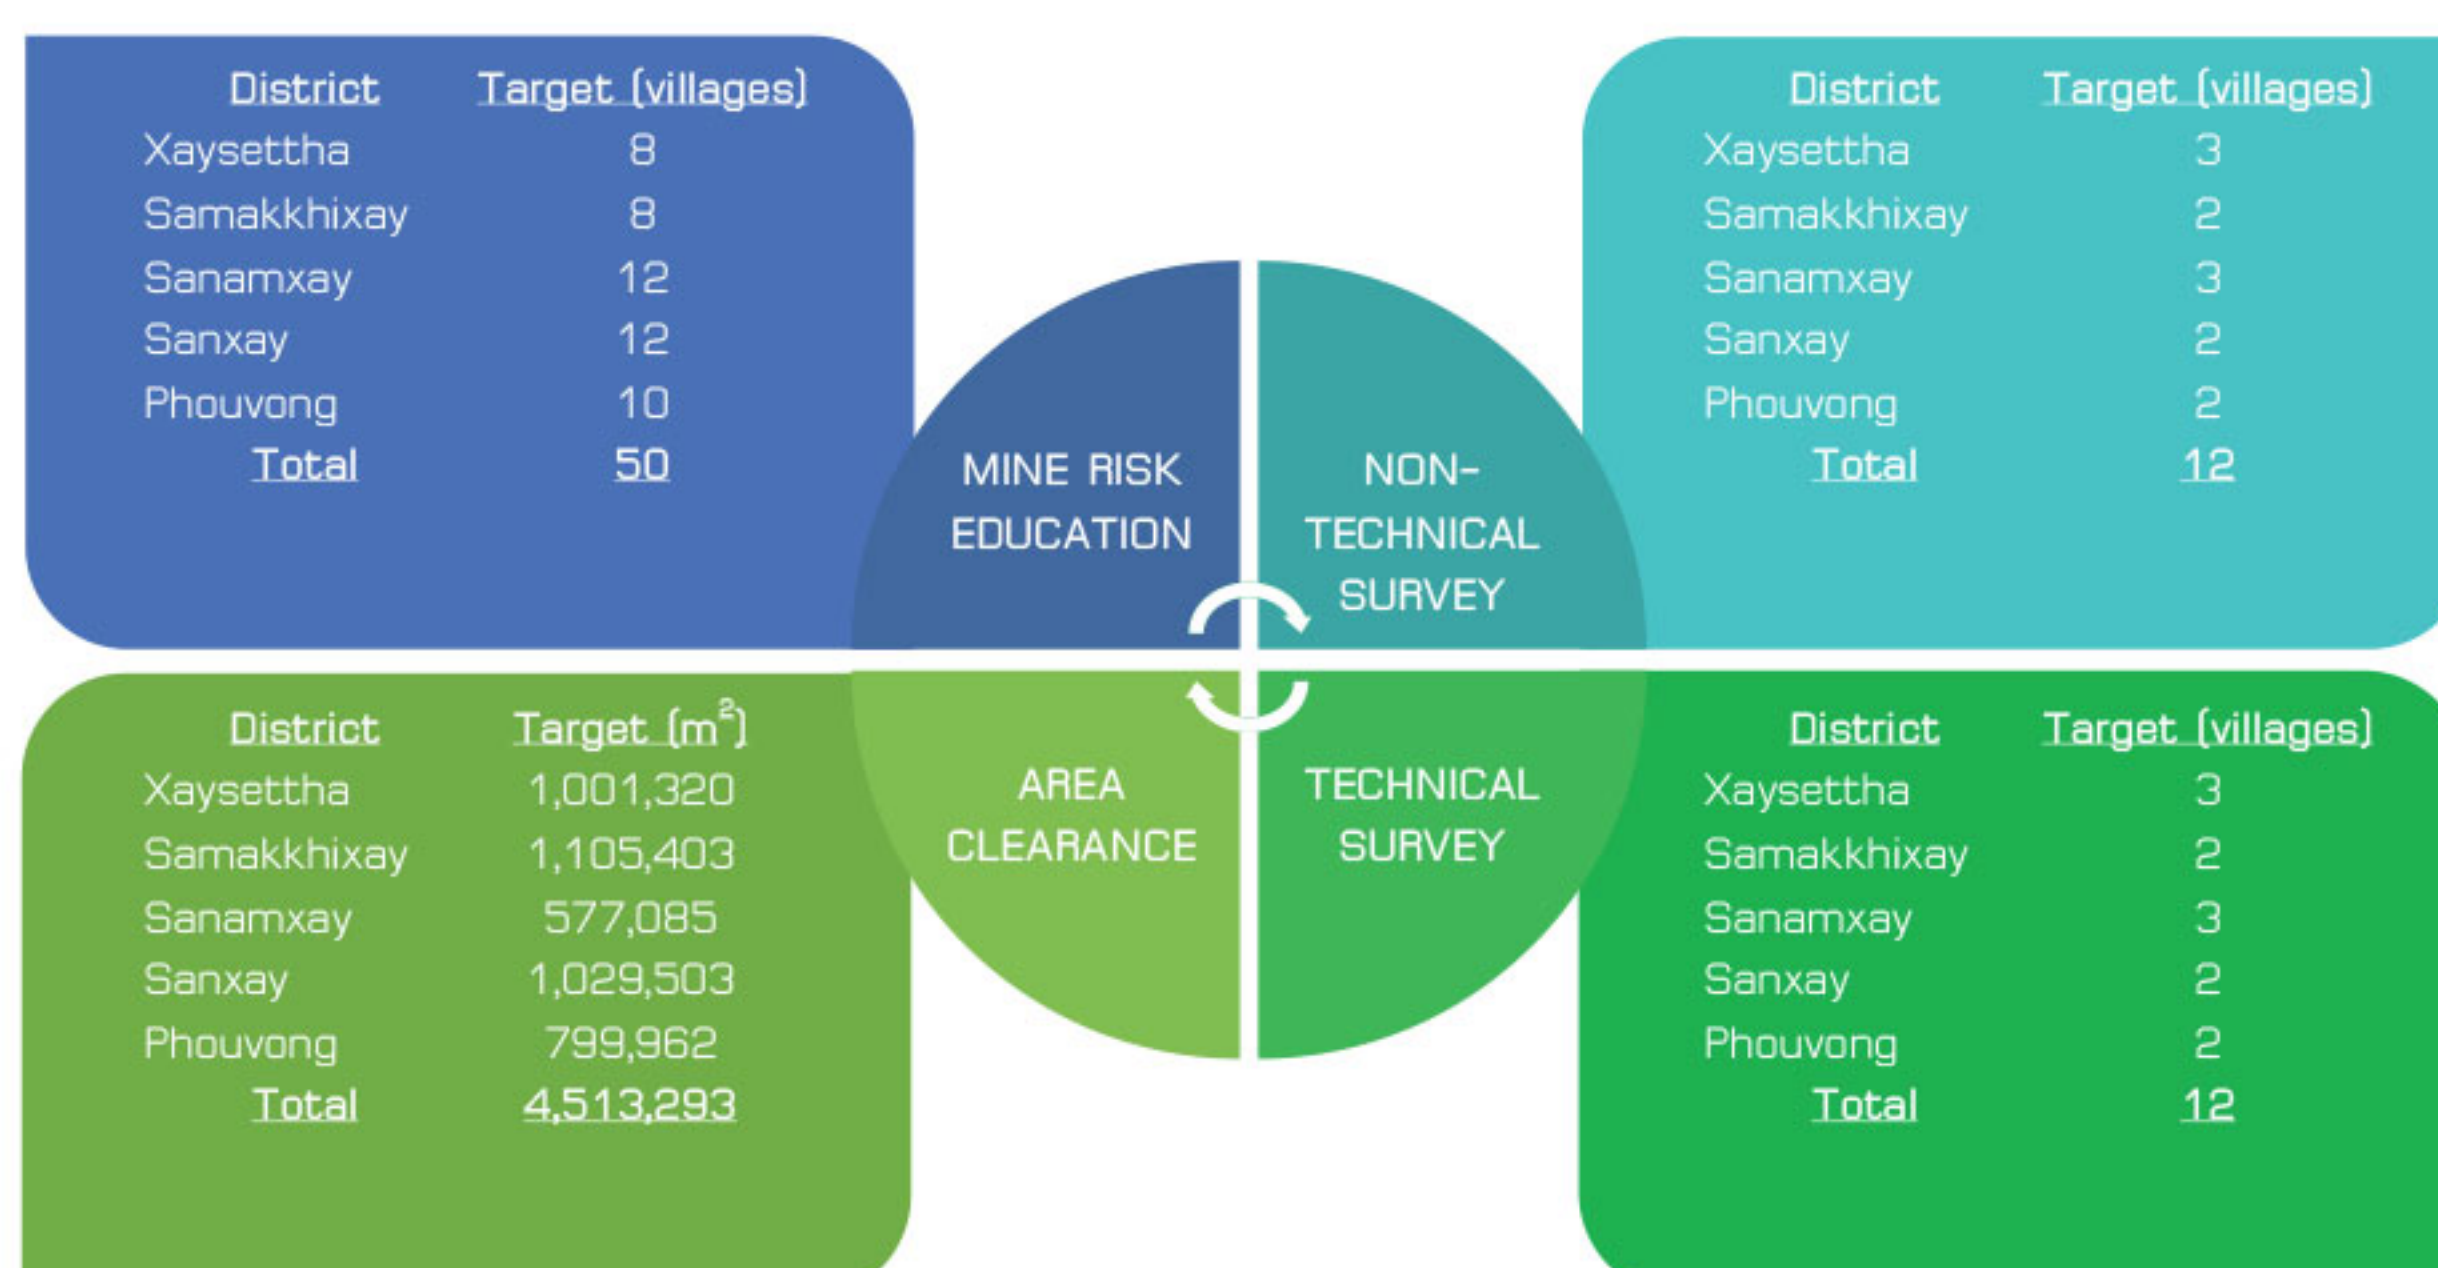 District Target (villages)
Xaysettha 8
Samakkhixay 8
Sanamxay 12
Sanxay 12
Phouvong 10
Total 50
District Target (villages)
Xaysettha 3
Samakkhixay 2
Sanamxay 3
Sanxay 2
Phouvong 2
Total 12
MINE RISK
EDUCATION
NON-
TECHNICAL
SURVEY
AREA
CLEARANCE
TECHNICAL
SURVEY
District Target (m²)
Xaysettha 1,001,320
Samakkhixay 1,105,403
Sanamxay 577,085
Sanxay 1,029,503
Phouvong 799,962
Total 4,513,293
District Target (villages)
Xaysettha 3
Samakkhixay 2
Sanamxay 3
Sanxay 2
Phouvong 2
Total 12